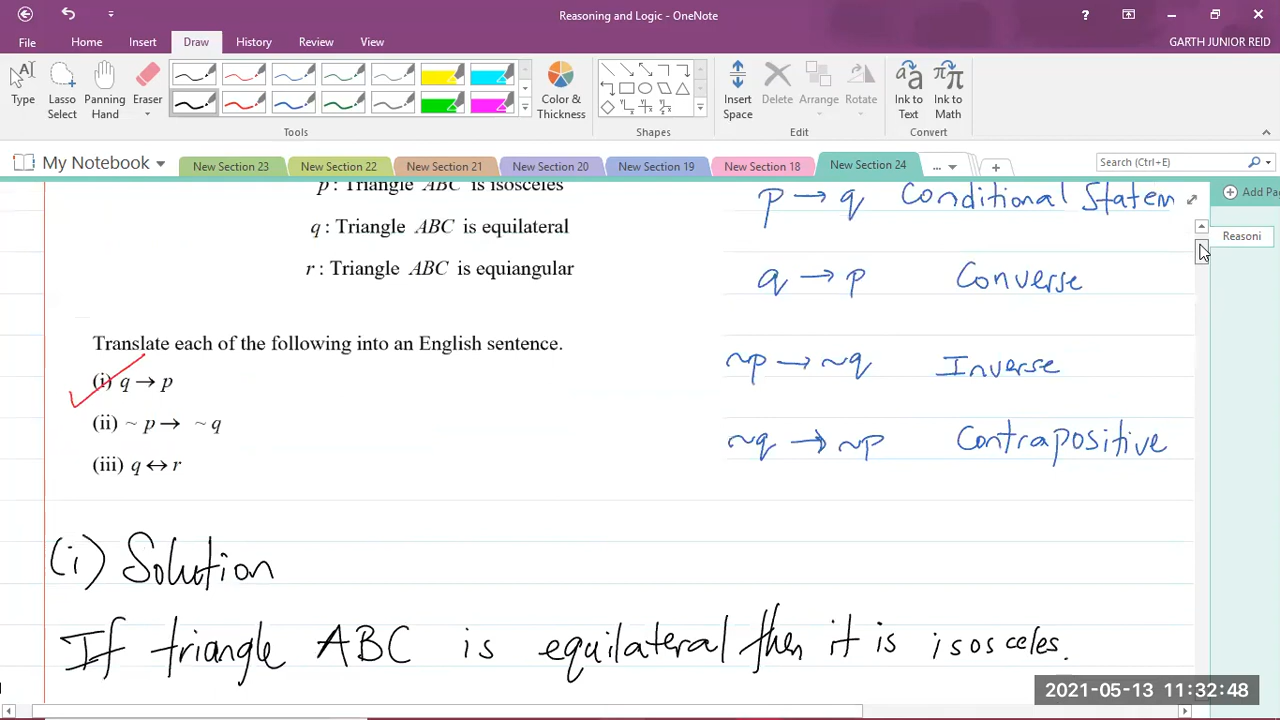 Reasoning and Logic - OneNote
?
File Home Insert Draw History Review View
GARTH JUNIOR REID
Type Lasso Select Panning Hand Eraser
Color & Thickness
Insert Space Delete Arrange Rotate
Ink to Text Ink to Math
Tools Shapes Edit Convert
My Notebook New Section 23 New Section 22 New Section 21 New Section 20 New Section 19 New Section 18 New Section 24 ... + Search (Ctrl+E)
Add Pa
Reasoni
p : Triangle ABC is isosceles
q : Triangle ABC is equilateral
r : Triangle ABC is equiangular
Translate each of the following into an English sentence.
(i) q → p
(ii) ~ p → ~ q
(iii) q ↔ r
p → q Conditional Statem
q → p Converse
~p → ~q Inverse
~q → ~p Contrapositive
(i) Solution
If triangle ABC is equilateral then it is isosceles.
2021-05-13 11:32:48